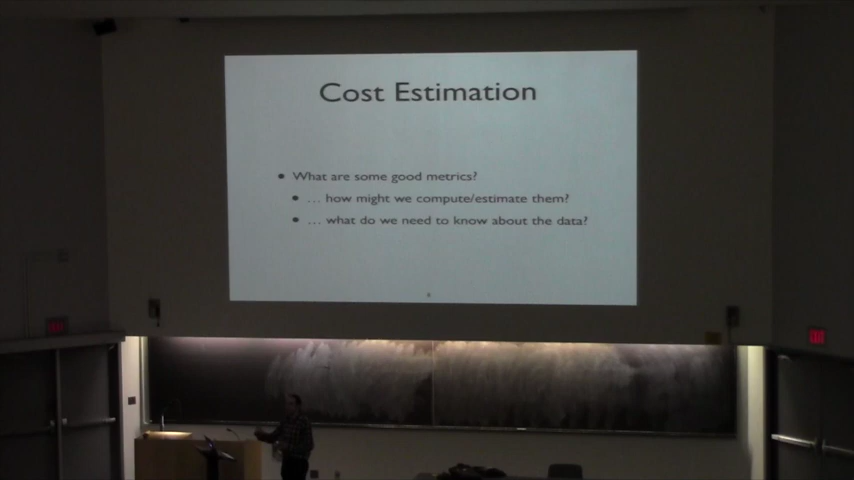 Cost Estimation
• What are some good metrics?
• … how might we compute/estimate them?
• … what do we need to know about the data?